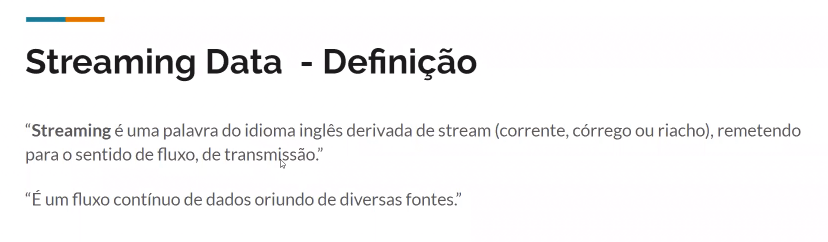 Streaming Data - Definição
“Streaming é uma palavra do idioma inglês derivada de stream (corrente, córrego ou riacho), remetendo
para o sentido de fluxo, de transmissão.”
“É um fluxo contínuo de dados oriundo de diversas fontes.”